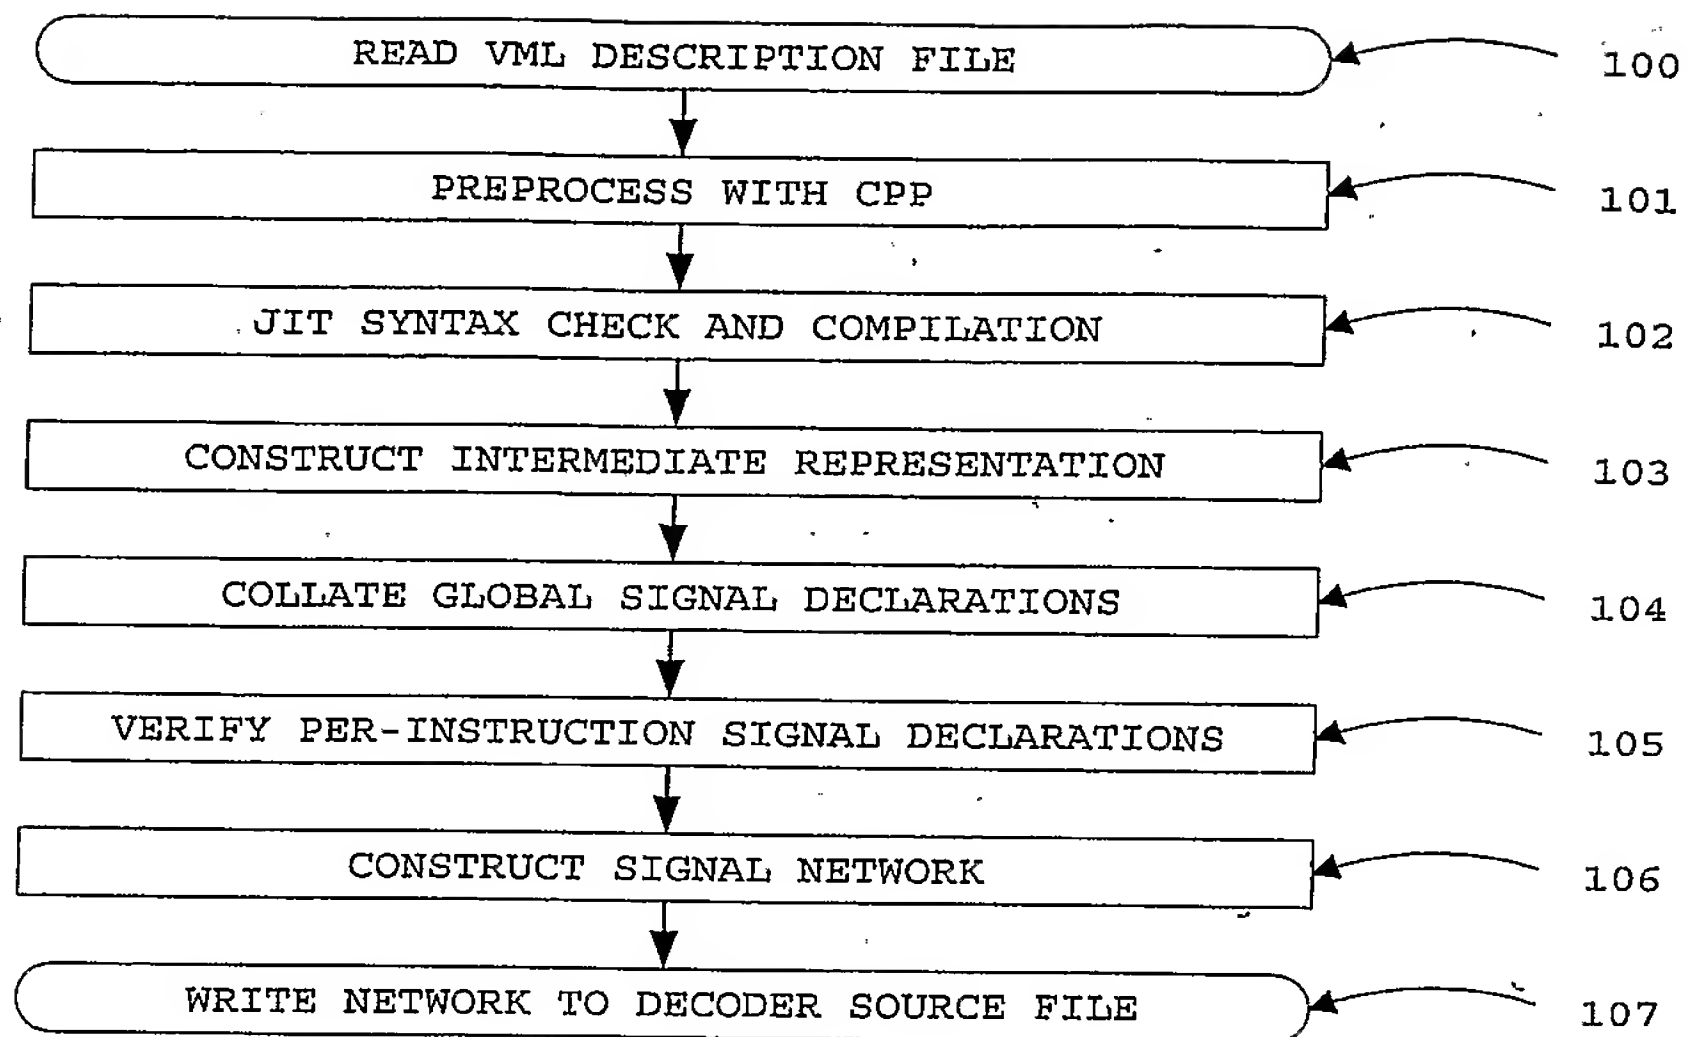 READ VML DESCRIPTION FILE 100
PREPROCESS WITH CPP 101
JIT SYNTAX CHECK AND COMPILATION 102
CONSTRUCT INTERMEDIATE REPRESENTATION 103
COLLATE GLOBAL SIGNAL DECLARATIONS 104
VERIFY PER-INSTRUCTION SIGNAL DECLARATIONS 105
CONSTRUCT SIGNAL NETWORK 106
WRITE NETWORK TO DECODER SOURCE FILE 107